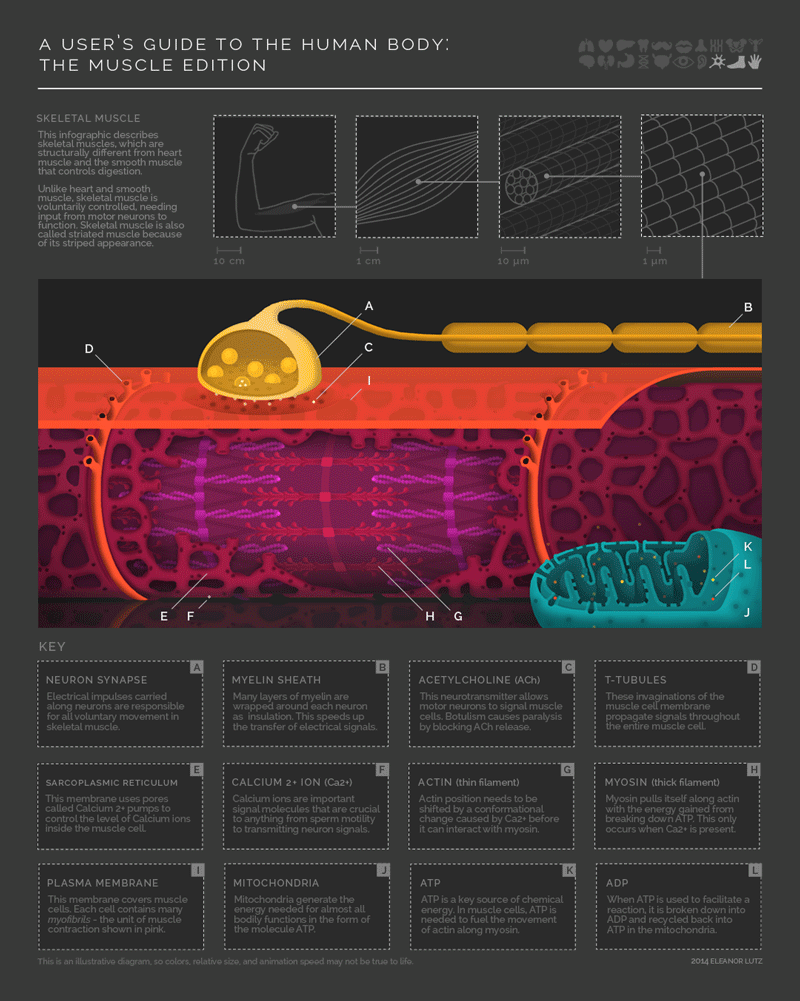 A USER'S GUIDE TO THE HUMAN BODY:
THE MUSCLE EDITION
SKELETAL MUSCLE
This infographic describes
skeletal muscles, which are
structurally different from heart
muscle and the smooth muscle
that controls digestion.
Unlike heart and smooth
muscle, skeletal muscle is
voluntarily controlled, needing
input from motor neurons to
function. Skeletal muscle is also
called striated muscle because
of its striped appearance.
10 cm
1 cm
10 μm
1 μm
A
B
C
D
I
K
L
J
E
F
H
G
KEY
NEURON SYNAPSE
A
Electrical impulses carried
along neurons are responsible
for all voluntary movement in
skeletal muscle.
MYELIN SHEATH
B
Many layers of myelin are
wrapped around each neuron
as insulation. This speeds up
the transfer of electrical signals.
ACETYLCHOLINE (ACh)
C
This neurotransmitter allows
motor neurons to signal muscle
cells. Botulism causes paralysis
by blocking ACh release.
T-TUBULES
D
These invaginations of the
muscle cell membrane
propagate signals throughout
the entire muscle cell.
SARCOPLASMIC RETICULUM
E
This membrane uses pores
called Calcium 2+ pumps to
control the level of Calcium ions
inside the muscle cell.
CALCIUM 2+ ION (Ca2+)
F
Calcium ions are important
signal molecules that are crucial
to anything from sperm motility
to transmitting neuron signals.
ACTIN (thin filament)
G
Actin position needs to be
shifted by a conformational
change caused by Ca2+ before
it can interact with myosin.
MYOSIN (thick filament)
H
Myosin pulls itself along actin
with the energy gained from
breaking down ATP. This only
occurs when Ca2+ is present.
PLASMA MEMBRANE
I
This membrane covers muscle
cells. Each cell contains many
myofibrils - the unit of muscle
contraction shown in pink.
MITOCHONDRIA
J
Mitochondria generate the
energy needed for almost all
bodily functions in the form of
the molecule ATP.
ATP
K
ATP is a key source of chemical
energy. In muscle cells, ATP is
needed to fuel the movement
of actin along myosin.
ADP
L
When ATP is used to facilitate a
reaction, it is broken down into
ADP and recycled back into
ATP in the mitochondria.
This is an illustrative diagram, so colors, relative size, and animation speed may not be true to life.
2014 ELEANOR LUTZ